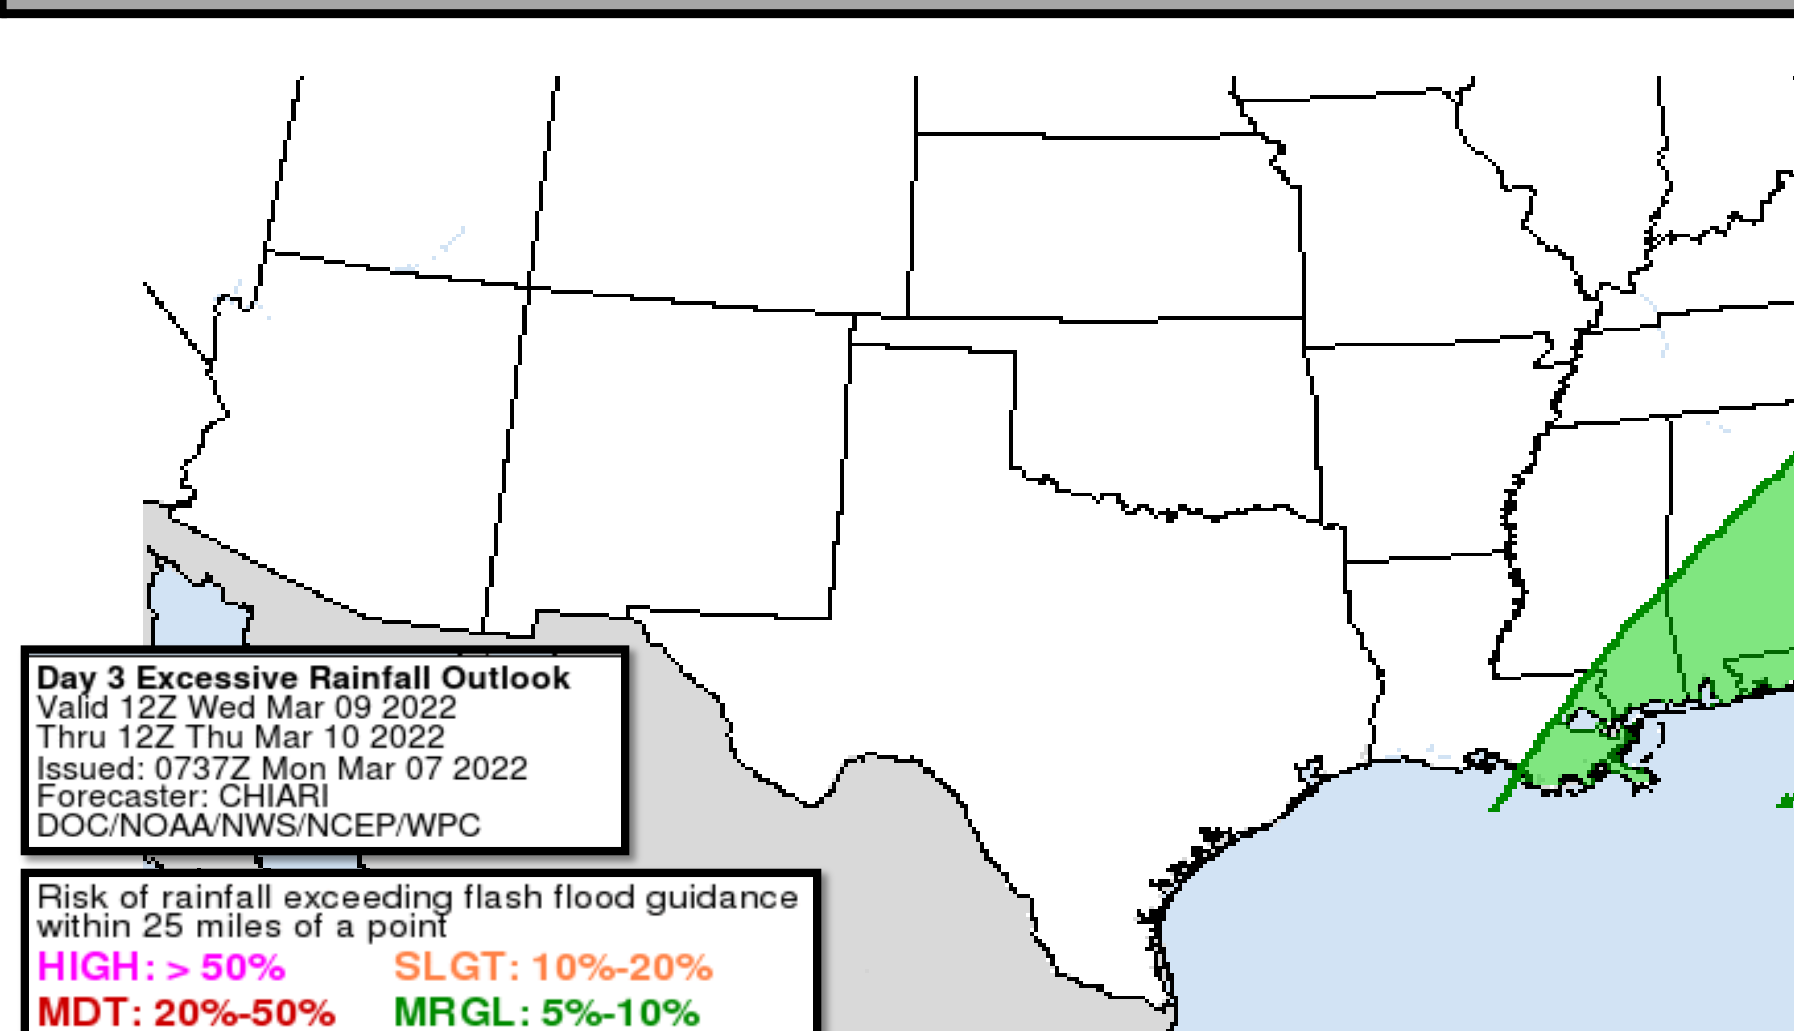 Day 3 Excessive Rainfall Outlook
Valid 12Z Wed Mar 09 2022
Thru 12Z Thu Mar 10 2022
Issued: 0737Z Mon Mar 07 2022
Forecaster: CHIARI
DOC/NOAA/NWS/NCEP/WPC
Risk of rainfall exceeding flash flood guidance
within 25 miles of a point
HIGH: > 50% SLGT: 10%-20%
MDT: 20%-50% MRGL: 5%-10%